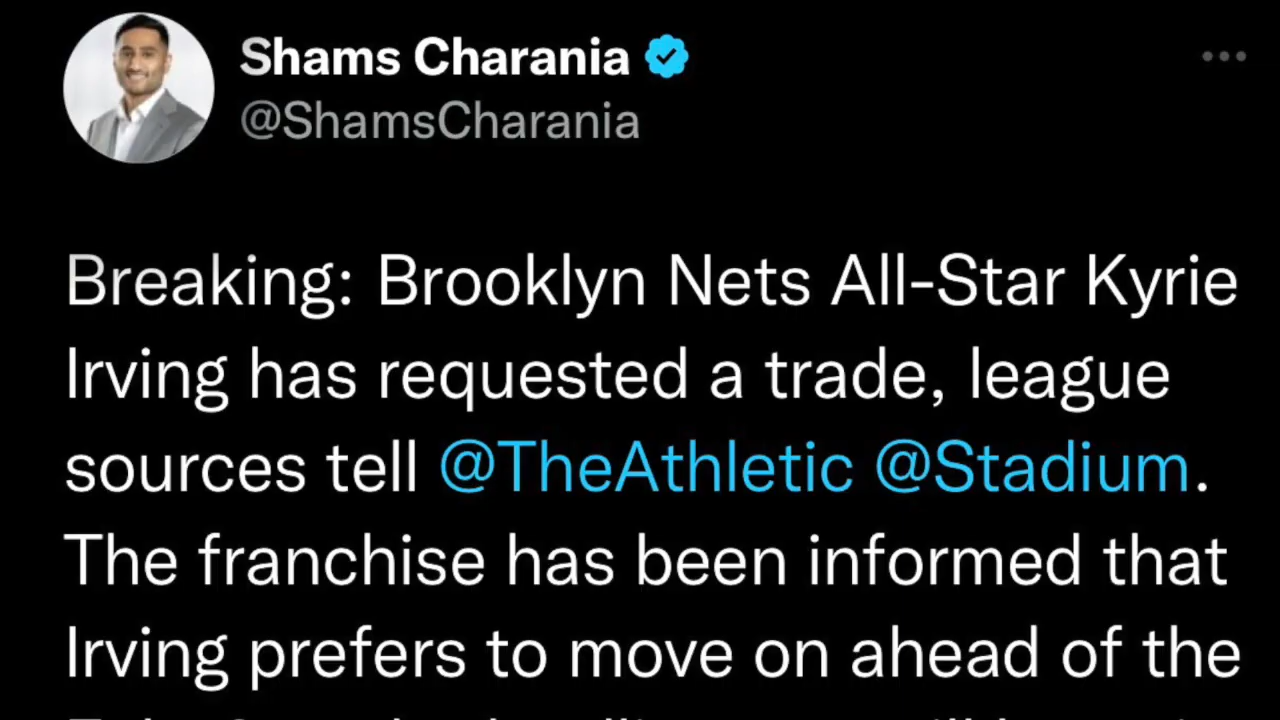 Shams Charania
@ShamsCharania
Breaking: Brooklyn Nets All-Star Kyrie
Irving has requested a trade, league
sources tell @TheAthletic @Stadium.
The franchise has been informed that
Irving prefers to move on ahead of the